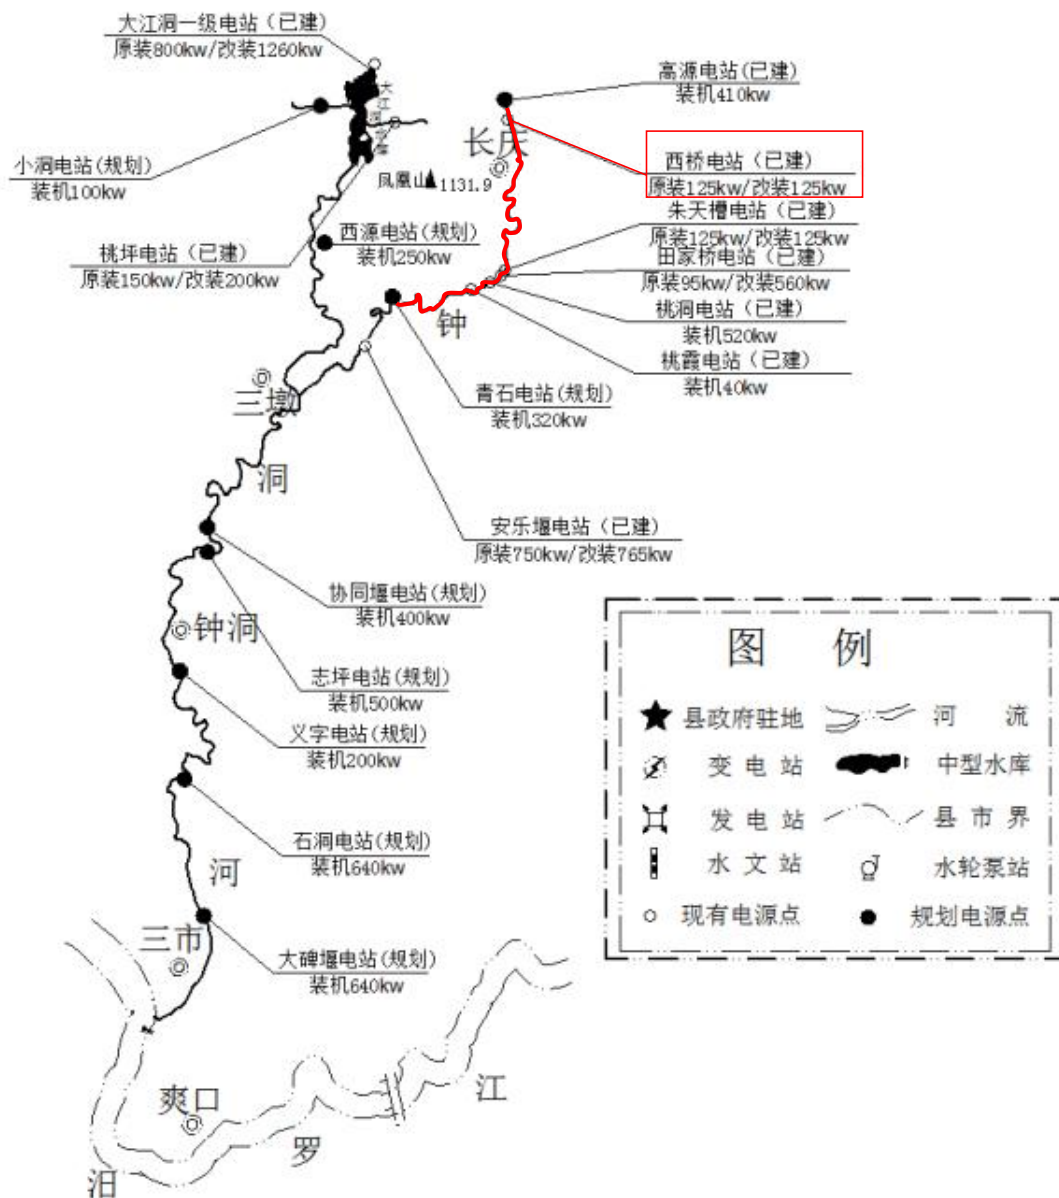 大江洞一级电站（已建）
原装800kw/改装1260kw
高源电站(已建)
装机410kw
大江洞水库
小洞电站(规划)
装机100kw
长庆
西桥电站（已建）
原装125kw/改装125kw
凤凰山 1131.9
朱天槽电站（已建）
原装125kw/改装125kw
西源电站(规划)
装机250kw
桃坪电站（已建）
原装150kw/改装200kw
田家桥电站（已建）
原装95kw/改装560kw
桃洞电站（已建）
装机520kw
钟
桃霞电站（已建）
装机40kw
青石电站(规划)
装机320kw
三墩
洞
安乐堰电站（已建）
原装750kw/改装765kw
协同堰电站(规划)
装机400kw
钟洞
志坪电站(规划)
装机500kw
义字电站(规划)
装机200kw
石洞电站(规划)
装机640kw
河
三市
大碑堰电站(规划)
装机640kw
爽口
江
罗
汨
图 例
县政府驻地 河 流
变 电 站 中型水库
发 电 站 县 市 界
水 文 站 水轮泵站
现有电源点 规划电源点